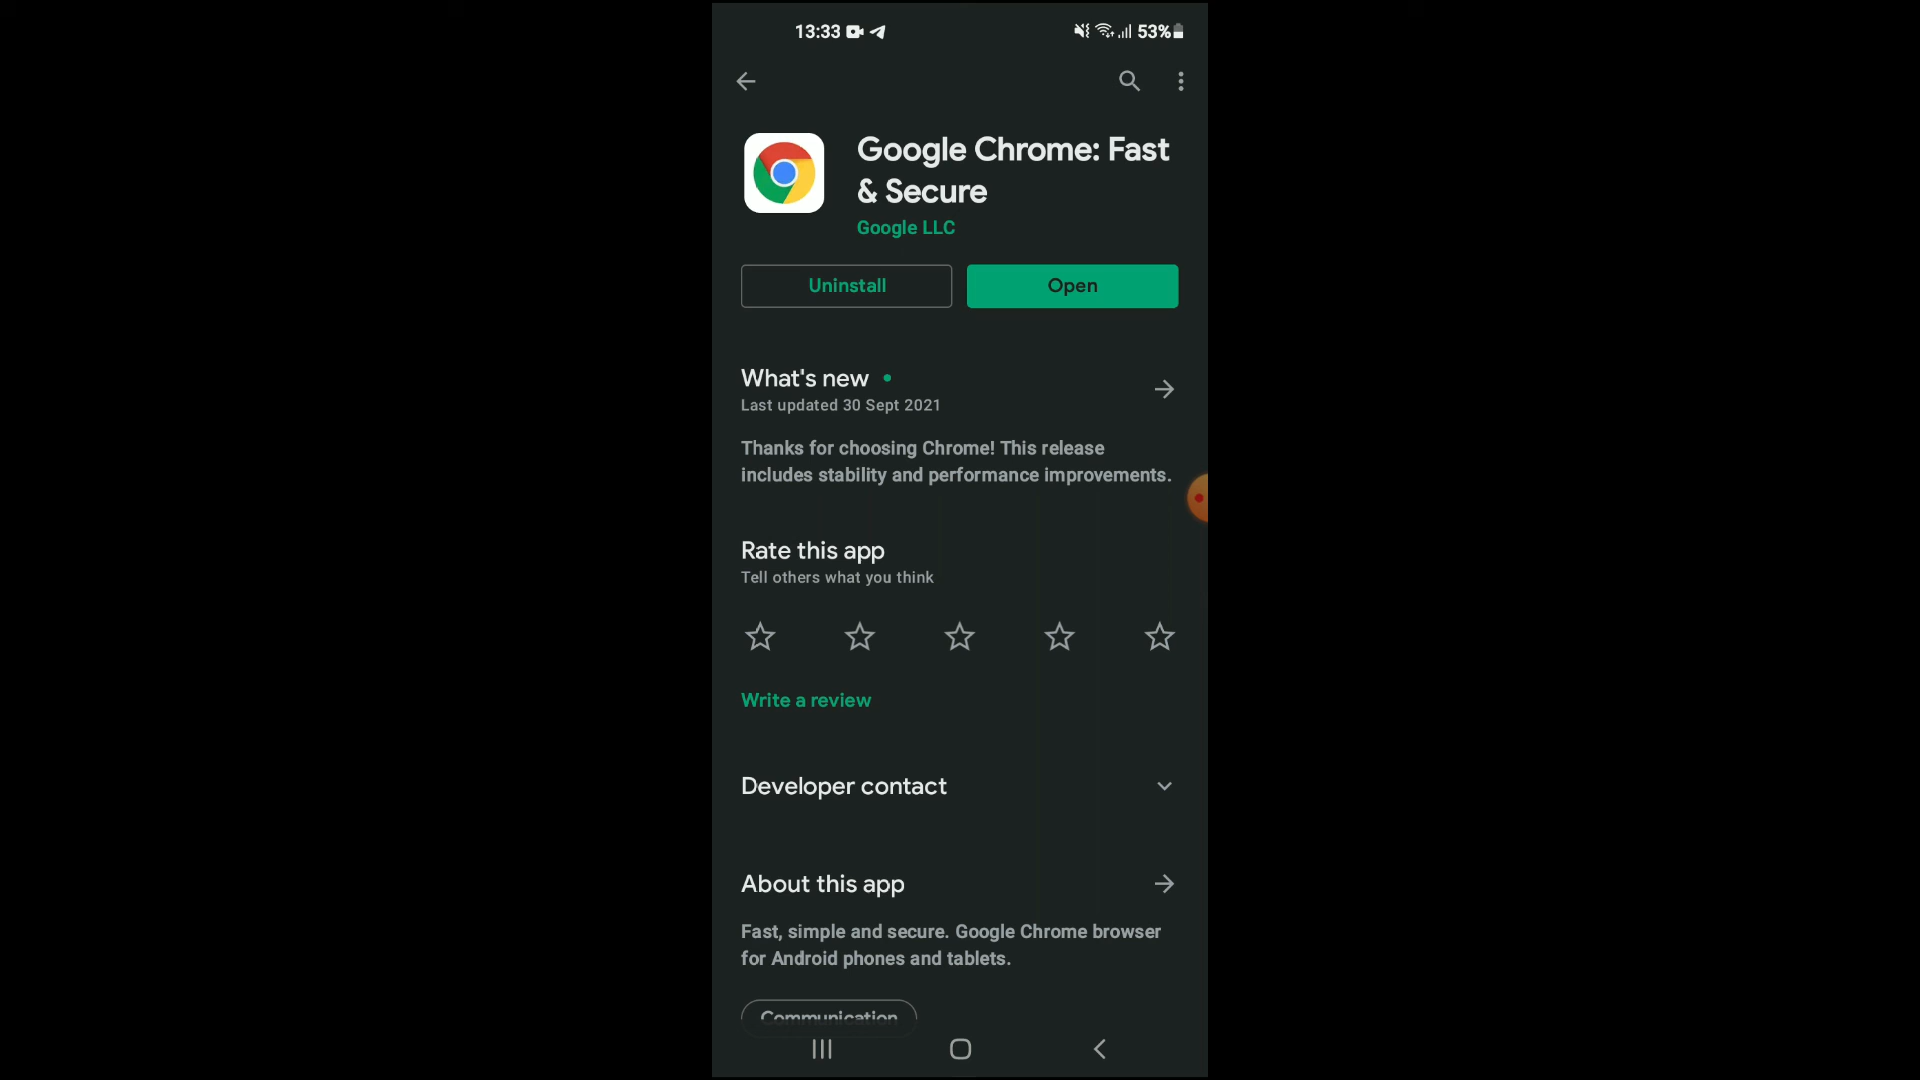 13:33
53%
Google Chrome: Fast
& Secure
Google LLC
Uninstall
Open
What's new
Last updated 30 Sept 2021
Thanks for choosing Chrome! This release
includes stability and performance improvements.
Rate this app
Tell others what you think
Write a review
Developer contact
About this app
Fast, simple and secure. Google Chrome browser
for Android phones and tablets.
Communication